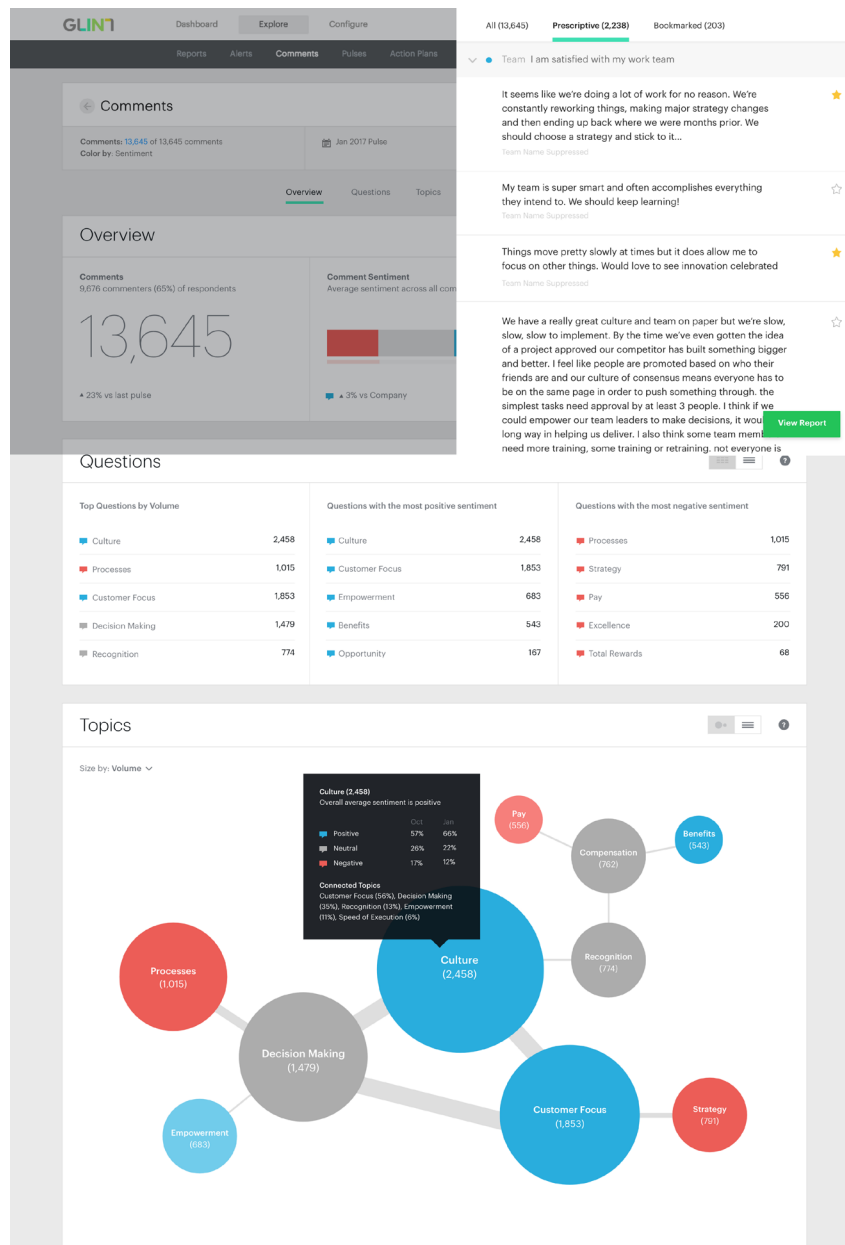 GLINT
Dashboard
Explore
Configure
Reports
Alerts
Comments
Pulses
Action Plans
Comments
Comments: 13,645 of 13,645 comments
Color by: Sentiment
Jan 2017 Pulse
Overview
Questions
Topics
Overview
Comments
9,676 commenters (65%) of respondents
13,645
23% vs last pulse
Comment Sentiment
Average sentiment across all com
3% vs Company
All (13,645)
Prescriptive (2,238)
Bookmarked (203)
Team I am satisfied with my work team
It seems like we're doing a lot of work for no reason. We're
constantly reworking things, making major strategy changes
and then ending up back where we were months prior. We
should choose a strategy and stick to it...
Team Name Suppressed
My team is super smart and often accomplishes everything
they intend to. We should keep learning!
Team Name Suppressed
Things move pretty slowly at times but it does allow me to
focus on other things. Would love to see innovation celebrated
Team Name Suppressed
We have a really great culture and team on paper but we're slow,
slow, slow to implement. By the time we've even gotten the idea
of a project approved our competitor has built something bigger
and better. I feel like people are promoted based on who their
friends are and our culture of consensus means everyone has to
be on the same page in order to push something through. the
simplest tasks need approval by at least 3 people. I think if we
could empower our team leaders to make decisions, it wou
long way in helping us deliver. I also think some team mem
need more training, some training or retraining. not everyone is
View Report
Questions
?
Top Questions by Volume
Culture 2,458
Processes 1,015
Customer Focus 1,853
Decision Making 1,479
Recognition 774
Questions with the most positive sentiment
Culture 2,458
Customer Focus 1,853
Empowerment 683
Benefits 543
Opportunity 167
Questions with the most negative sentiment
Processes 1,015
Strategy 791
Pay 556
Excellence 200
Total Rewards 68
Topics
?
Size by: Volume
Culture (2,458)
Overall average sentiment is positive
Oct Jan
Positive 57% 66%
Neutral 26% 22%
Negative 17% 12%
Connected Topics
Customer Focus (56%), Decision Making
(35%), Recognition (13%), Empowerment
(11%), Speed of Execution (6%)
Pay
(556)
Compensation
(762)
Benefits
(543)
Recognition
(774)
Culture
(2,458)
Processes
(1,015)
Decision Making
(1,479)
Empowerment
(683)
Customer Focus
(1,853)
Strategy
(791)